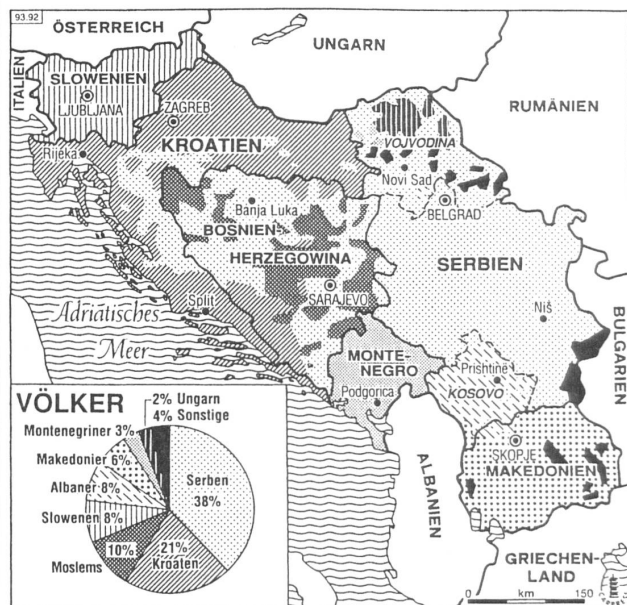 93.92
ÖSTERREICH
UNGARN
ITALIEN
SLOWENIEN
LJUBLJANA
ZAGREB
RUMÄNIEN
KROATIEN
VOJVODINA
Rijeka
Novi Sad
BELGRAD
Banja Luka
BOSNIEN
HERZEGOWINA
SERBIEN
SARAJEVO
Adriatisches
Meer
Split
Niš
BULGARIEN
MONTE-
NEGRO
Prishtinë
KOSOVO
Podgorica
SKOPJE
MAKEDONIEN
ALBANIEN
GRIECHEN-
LAND
0 km 150
VÖLKER
2% Ungarn
4% Sonstige
Montenegriner 3%
Makedonier 6%
Albaner 8%
Slowenen 8%
Moslems
10%
21%
Kroaten
Serben
38%